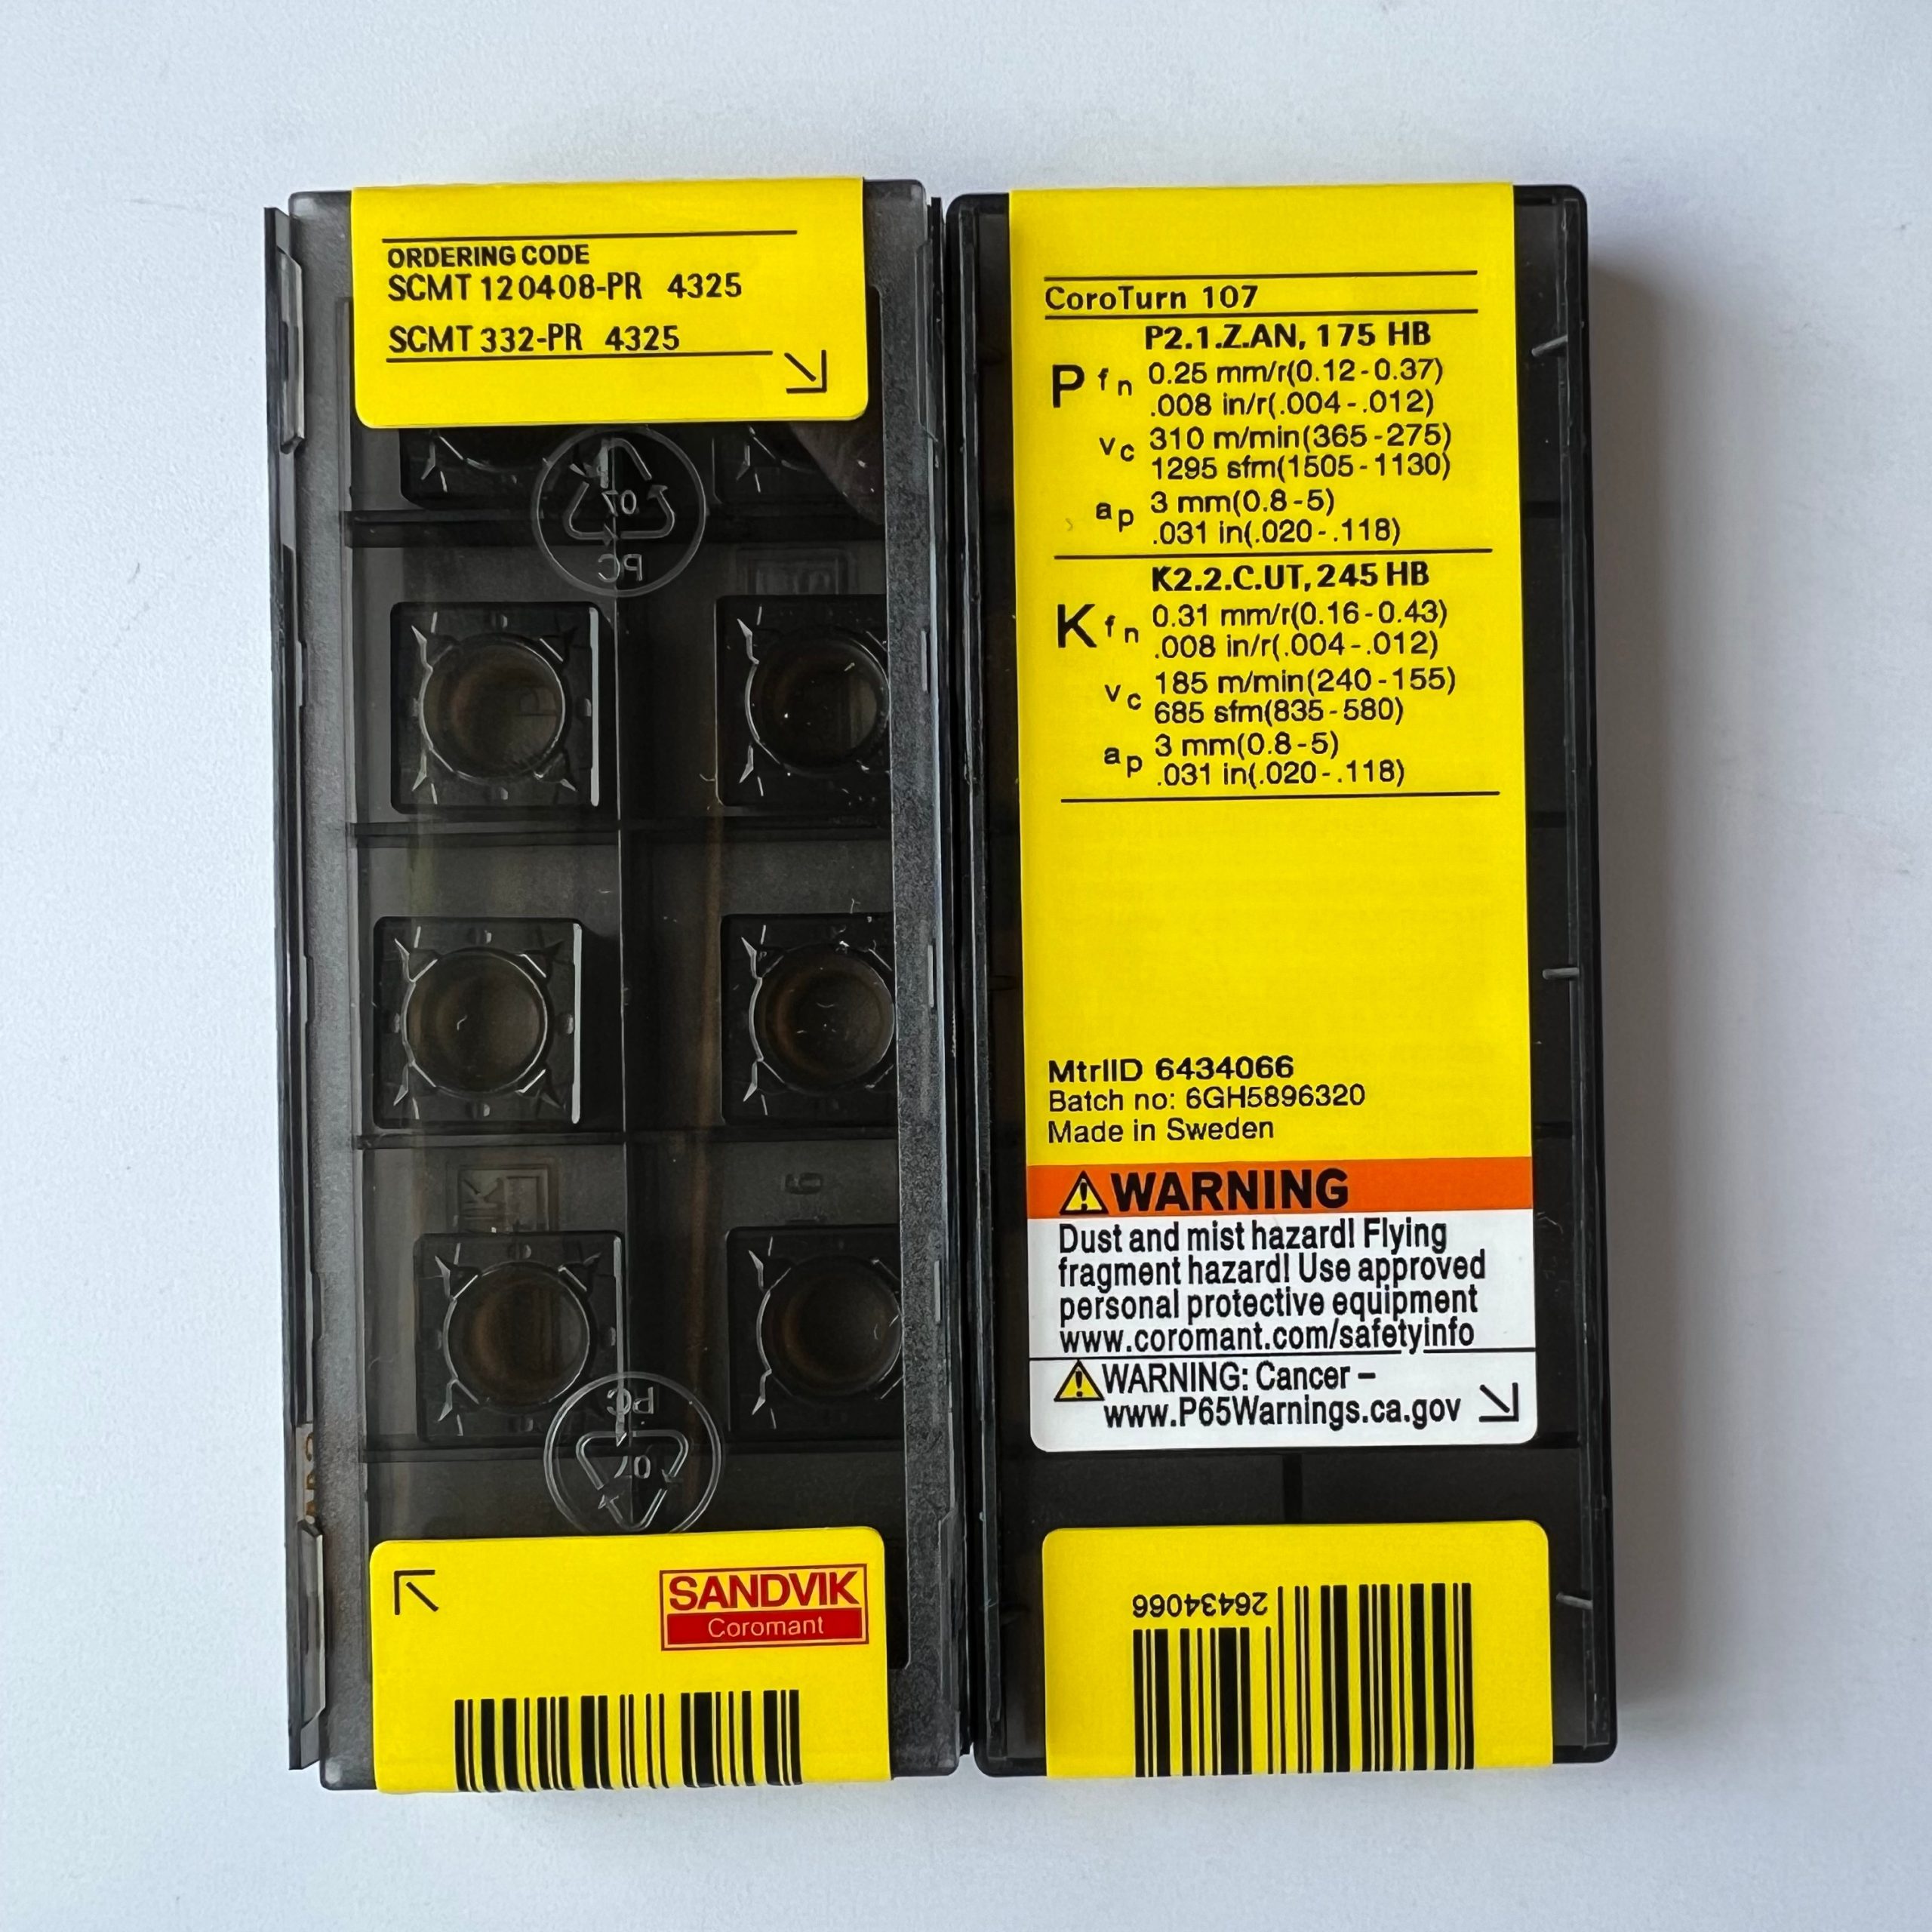 ORDERING CODE
SCMT 120408-PR 4325
SCMT 332-PR 4325
07
PC
PC
07
SANDVIK
Coromant
CoroTurn 107
P2.1.Z.AN, 175 HB
P fn 0.25 mm/r(0.12-0.37)
.008 in/r(.004-.012)
vc 310 m/min(365-275)
1295 sfm(1505-1130)
ap 3 mm(0.8-5)
.031 in(.020-.118)
K2.2.C.UT, 245 HB
K fn 0.31 mm/r(0.16-0.43)
.008 in/r(.004-.012)
vc 185 m/min(240-155)
685 sfm(835-580)
ap 3 mm(0.8-5)
.031 in(.020-.118)
MtrlID 6434066
Batch no: 6GH5896320
Made in Sweden
WARNING
Dust and mist hazard! Flying
fragment hazard! Use approved
personal protective equipment
www.coromant.com/safetyinfo
WARNING: Cancer –
www.P65Warnings.ca.gov
26434066